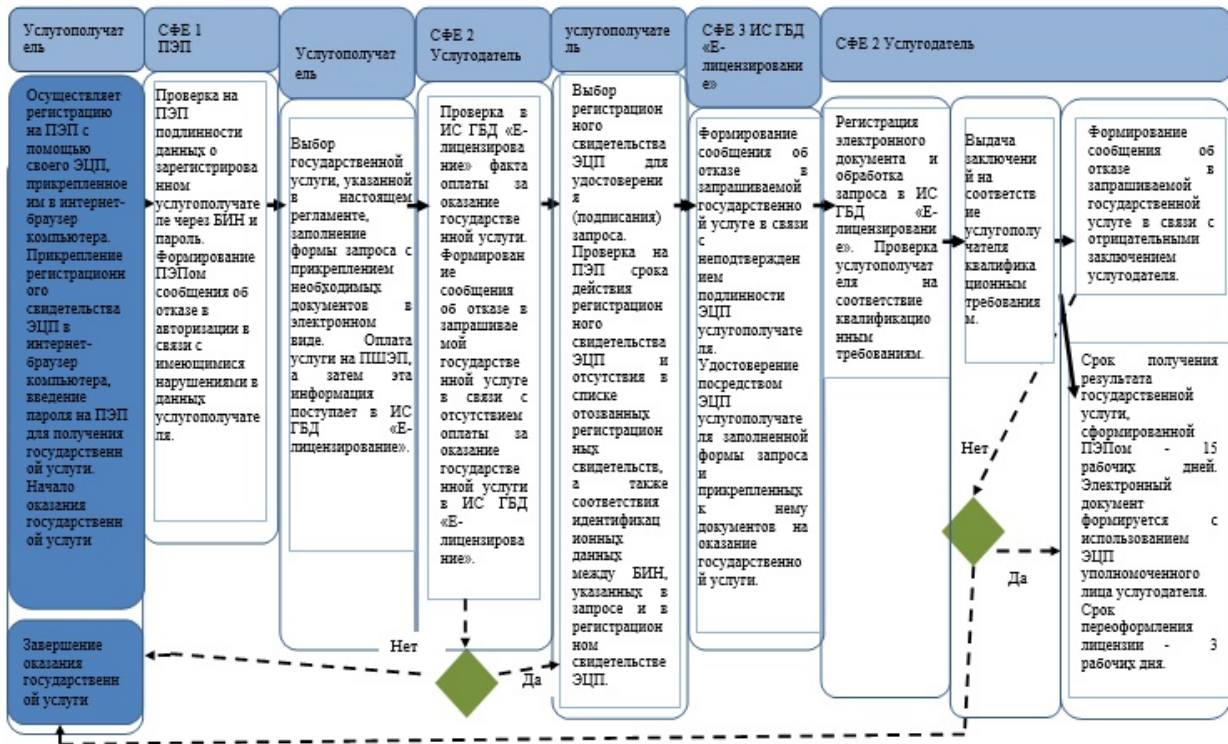 Услугополучат
ель
Осуществляет
регистрацию
на ПЭП с
помощью
своего ЭЦП,
прикрепленное
им в интернет-
браузер
компьютера.
Прикрепление
регистрационн
ого
свидетельства
ЭЦП в
интернет-
браузер
компьютера,
введение
пароля на ПЭП
для получения
государственн
ой услуги.
Начало
оказания
государственн
ой услуги
Завершение
оказания
государственн
ой услуги
СФЕ 1
ПЭП
Проверка на
ПЭП
подлинности
данных о
зарегистрирова
нном
услугополучат
еле через БИН и
пароль.
Формирование
ПЭПом
сообщения об
отказе в
авторизации в
связи с
имеющимися
нарушениями в
данных
услугополучате
ля.
Услугополучат
ель
Выбор
государственной
услуги, указанной
в настоящем
регламенте,
заполнение
формы запроса с
прикреплением
необходимых
документов в
электронном
виде. Оплата
услуги на ПШЭП,
а затем эта
информация
поступает в ИС
ГБД «Е-
лицензирование».
СФЕ 2
Услугодатель
Проверка в
ИС ГБД «Е-
лицензирова
ние» факта
оплаты за
оказание
государстве
нной услуги.
Формирова
ние
сообщения
об отказе в
запрашивае
мой
государстве
нной услуге
в связи с
отсутствием
оплаты за
оказание
государстве
нной услуги
в ИС ГБД
«Е-
лицензирова
ние».
Нет
Да
услугополучат
ель
Выбор
регистрацион
ного
свидетельства
ЭЦП для
удостоверени
я
(подписания)
запроса.
Проверка на
ПЭП срока
действия
регистрацион
ного
свидетельства
ЭЦП и
отсутствия в
списке
отозванных
регистрацион
ных
свидетельств,
а также
соответствия
идентификац
ионных
данных
между БИН,
указанных в
запросе и в
регистрацион
ном
свидетельстве
ЭЦП.
СФЕ 3 ИС ГБД
«Е-
лицензировани
е»
Формирование
сообщения об
отказе в
запрашиваемой
государственно
й услуге в связи
с
неподтвержден
ием
подлинности
ЭЦП
услугополучате
ля.
Удостоверение
посредством
ЭЦП
услугополучате
ля заполненной
формы запроса
и
прикрепленных
к нему
документов на
оказание
государственно
й услуги.
СФЕ 2 Услугодатель
Регистрация
электронного
документа и
обработка
запроса в ИС
ГБД «Е-
лицензировани
е». Проверка
услугополучат
еля на
соответствие
квалификацио
нным
требованиям.
Выдача
заключени
й на
соответств
ие
услугополу
чателя
квалификац
ионным
требования
м.
Нет
Да
Формирование
сообщения об
отказе в
запрашиваемой
государственной
услуге в связи с
отрицательными
заключением
услугодателя.
Срок получения
результата
государственной
услуги,
сформированной
ПЭПом - 15
рабочих дней.
Электронный
документ
формируется с
использованием
ЭЦП
уполномоченного
лица услугодателя.
Срок
переоформления
лицензии - 3
рабочих дня.